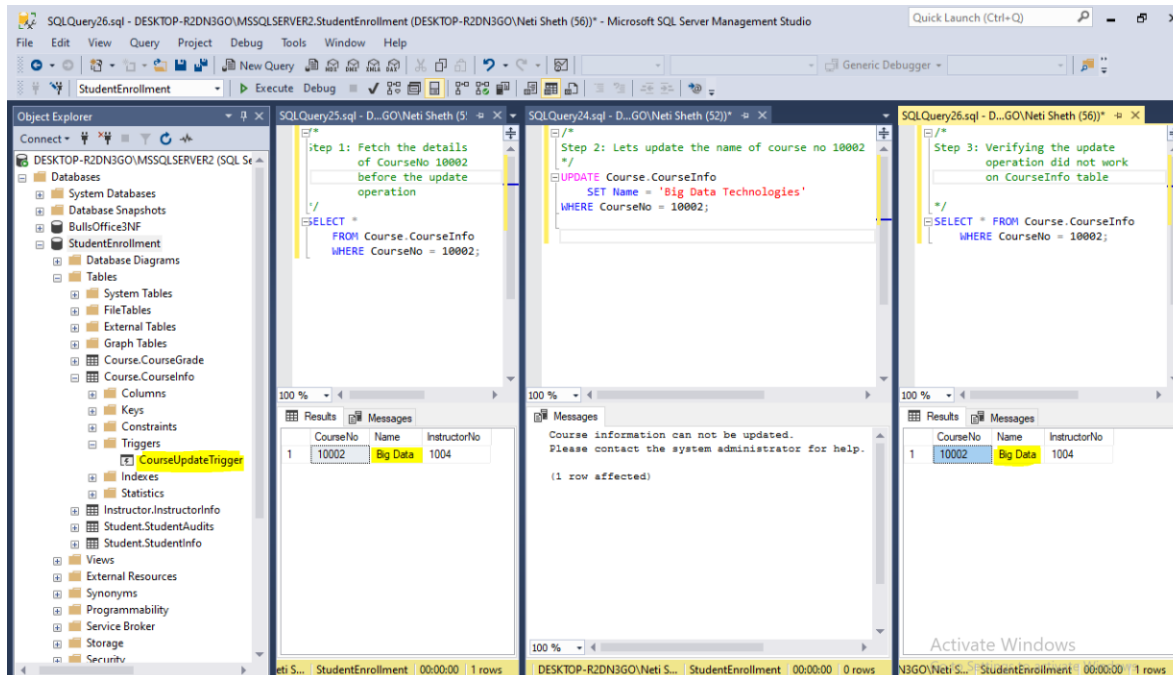 SQLQuery26.sql - DESKTOP-R2DN3GO\MSSQLSERVER2.StudentEnrollment (DESKTOP-R2DN3GO\Neti Sheth (56))* - Microsoft SQL Server Management Studio
Quick Launch (Ctrl+Q)
File Edit View Query Project Debug Tools Window Help
New Query
Generic Debugger
StudentEnrollment
Execute Debug
Object Explorer
Connect
DESKTOP-R2DN3GO\MSSQLSERVER2 (SQL Se
Databases
System Databases
Database Snapshots
BullsOffice3NF
StudentEnrollment
Database Diagrams
Tables
System Tables
FileTables
External Tables
Graph Tables
Course.CourseGrade
Course.CourseInfo
Columns
Keys
Constraints
Triggers
CourseUpdateTrigger
Indexes
Statistics
Instructor.InstructorInfo
Student.StudentAudits
Student.StudentInfo
Views
External Resources
Synonyms
Programmability
Service Broker
Storage
Security
SQLQuery25.sql - D...GO\Neti Sheth (5
/*
Step 1: Fetch the details
of CourseNo 10002
before the update
operation
*/
SELECT *
FROM Course.CourseInfo
WHERE CourseNo = 10002;
100 %
Results Messages
CourseNo Name InstructorNo
1 10002 Big Data 1004
eti S... StudentEnrollment 00:00:00 1 rows
SQLQuery24.sql - D...GO\Neti Sheth (52))*
/*
Step 2: Lets update the name of course no 10002
*/
UPDATE Course.CourseInfo
SET Name = 'Big Data Technologies'
WHERE CourseNo = 10002;
100 %
Messages
Course information can not be updated.
Please contact the system administrator for help.
(1 row affected)
100 %
DESKTOP-R2DN3GO\Neti S... StudentEnrollment 00:00:00 0 rows
SQLQuery26.sql - D...GO\Neti Sheth (56))*
/*
Step 3: Verifying the update
operation did not work
on CourseInfo table
*/
SELECT * FROM Course.CourseInfo
WHERE CourseNo = 10002;
100 %
Results Messages
CourseNo Name InstructorNo
1 10002 Big Data 1004
Activate Windows
N3GO\Neti S... StudentEnrollment 00:00:00 1 rows